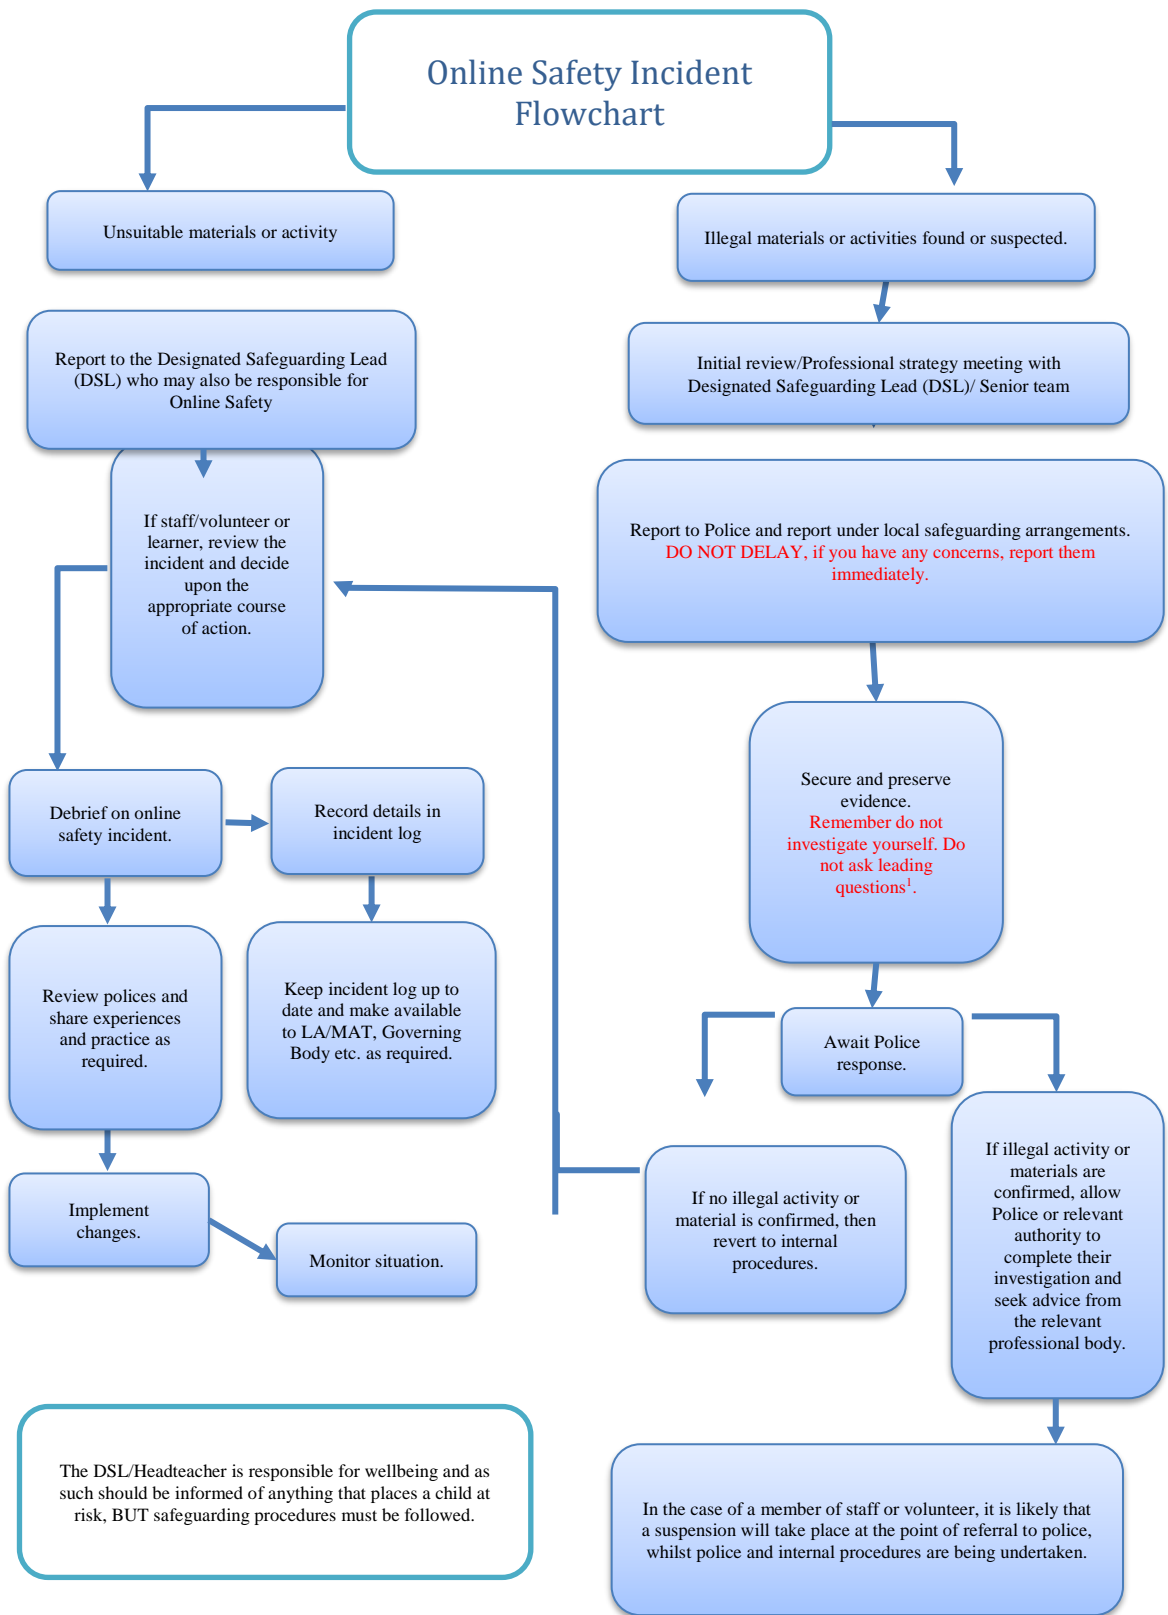 Online Safety Incident
Flowchart
Unsuitable materials or activity
Illegal materials or activities found or suspected.
Report to the Designated Safeguarding Lead
(DSL) who may also be responsible for
Online Safety
Initial review/Professional strategy meeting with
Designated Safeguarding Lead (DSL)/ Senior team
If staff/volunteer or
learner, review the
incident and decide
upon the
appropriate course
of action.
Report to Police and report under local safeguarding arrangements.
DO NOT DELAY, if you have any concerns, report them
immediately.
Debrief on online
safety incident.
Record details in
incident log
Secure and preserve
evidence.
Remember do not
investigate yourself. Do
not ask leading
questions¹.
Review polices and
share experiences
and practice as
required.
Keep incident log up to
date and make available
to LA/MAT, Governing
Body etc. as required.
Await Police
response.
Implement
changes.
Monitor situation.
If no illegal activity or
material is confirmed, then
revert to internal
procedures.
If illegal activity or
materials are
confirmed, allow
Police or relevant
authority to
complete their
investigation and
seek advice from
the relevant
professional body.
The DSL/Headteacher is responsible for wellbeing and as
such should be informed of anything that places a child at
risk, BUT safeguarding procedures must be followed.
In the case of a member of staff or volunteer, it is likely that
a suspension will take place at the point of referral to police,
whilst police and internal procedures are being undertaken.